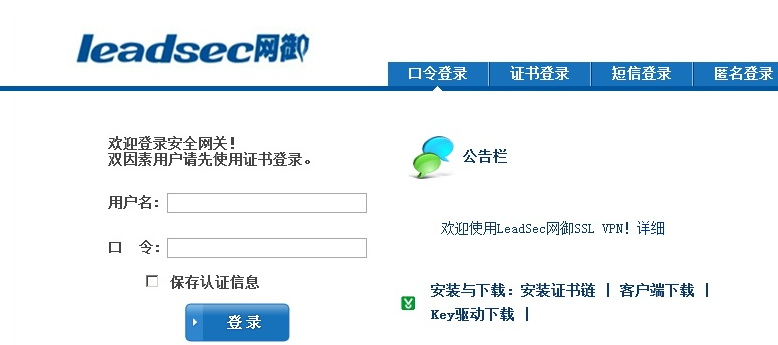 leadsec网御
口令登录 证书登录 短信登录 匿名登录
欢迎登录安全网关!
双因素用户请先使用证书登录。
用户名:
口 令:
保存认证信息
登录
公告栏
欢迎使用LeadSec网御SSL VPN! 详细
安装与下载: 安装证书链 | 客户端下载 |
Key驱动下载 |